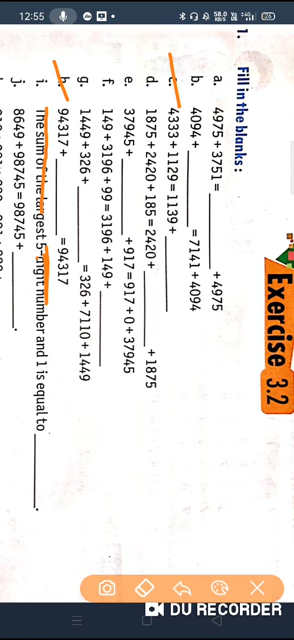 12:55
Exercise 3.2
1. Fill in the blanks:
a. 4975 + 3751 = ______ + 4975
b. 4094 + ______ = 7141 + 4094
c. 4333 + 1129 = 1139 + ______
d. 1875 + 2420 + 185 = 2420 + ______ + 1875
e. 37945 + ______ + 917 = 917 + 0 + 37945
f. 149 + 3196 + 99 = 3196 + 149 + ______
g. 1449 + 326 + ______ = 326 + 7110 + 1449
h. 94317 + ______ = 94317
i. The sum of the largest 5-digit number and 1 is equal to ______.
j. 8649 + 98745 = 98745 + ______.
DU RECORDER